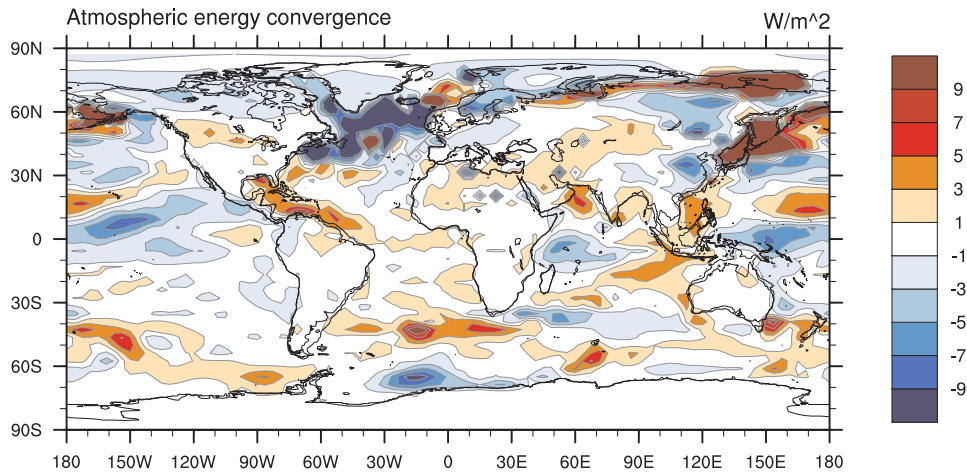 Atmospheric energy convergence W/m^2
90N
60N
30N
0
30S
60S
90S
180 150W 120W 90W 60W 30W 0 30E 60E 90E 120E 150E 180
9
7
5
3
1
-1
-3
-5
-7
-9